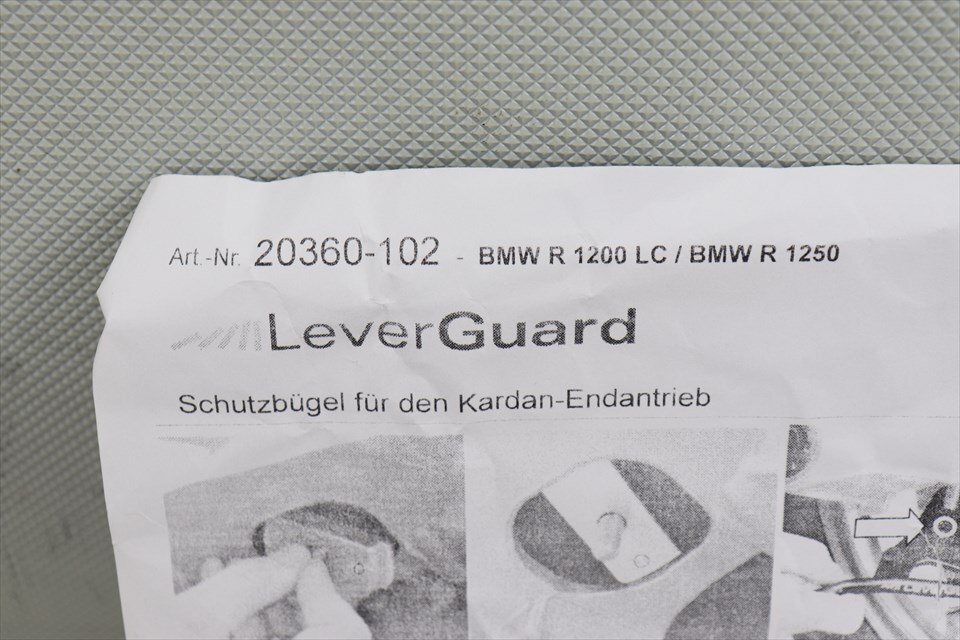 Art.-Nr. 20360-102 - BMW R 1200 LC / BMW R 1250
LeverGuard
Schutzbügel für den Kardan-Endantrieb